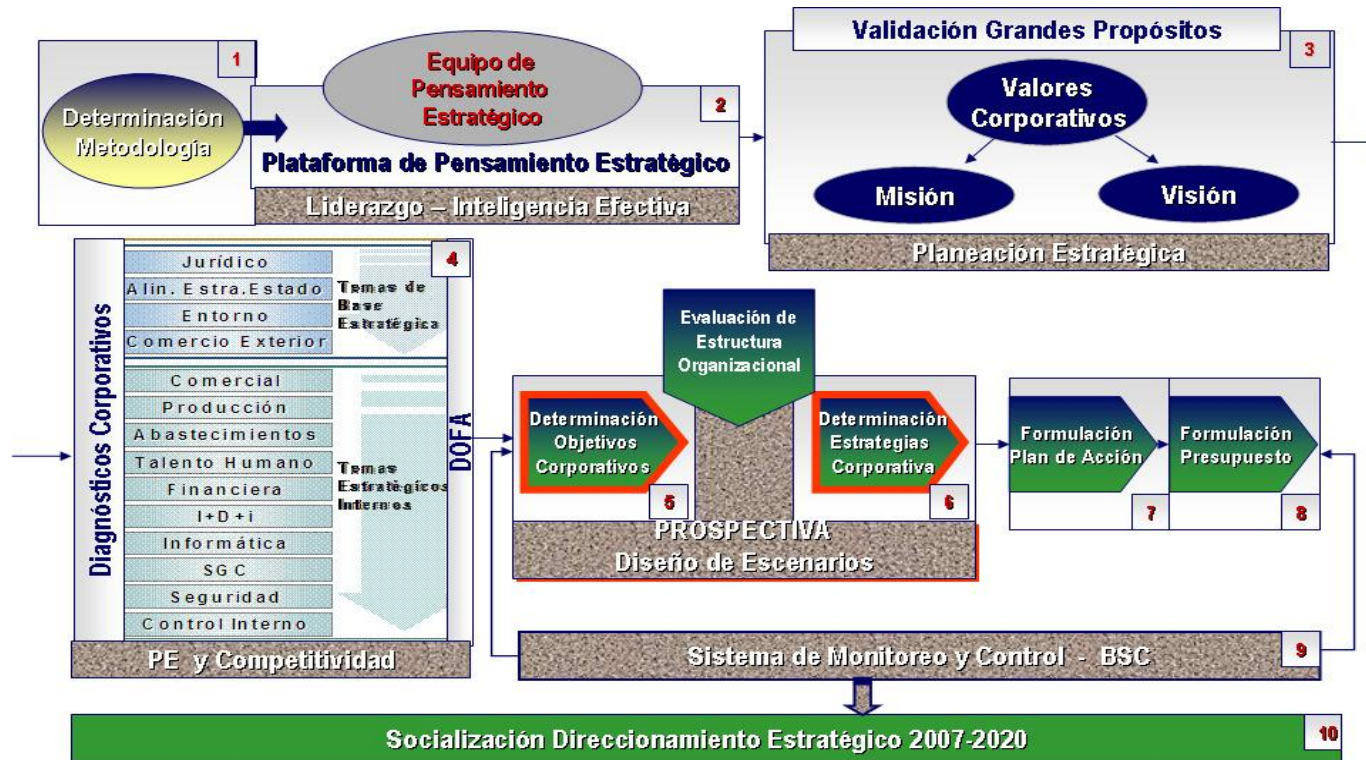 1
Determinación
Metodología
Equipo de
Pensamiento
Estratégico
2
Plataforma de Pensamiento Estratégico
Liderazgo – Inteligencia Efectiva
Validación Grandes Propósitos
3
Valores
Corporativos
Misión
Visión
Planeación Estratégica
Diagnósticos Corporativos
4
Jurídico
Alin. Estra.Estado
Entorno
Comercio Exterior
Temas de
Base
Estratégica
Comercial
Producción
Abastecimientos
Talento Humano
Financiera
I+D+i
Informática
SGC
Seguridad
Control Interno
Temas
Estratégicos
Internos
DOFA
PE y Competitividad
Evaluación de
Estructura
Organizacional
Determinación
Objetivos
Corporativos
5
Determinación
Estrategias
Corporativa
6
PROSPECTIVA
Diseño de Escenarios
Formulación
Plan de Acción
7
Formulación
Presupuesto
8
Sistema de Monitoreo y Control - BSC
9
Socialización Direccionamiento Estratégico 2007-2020
10